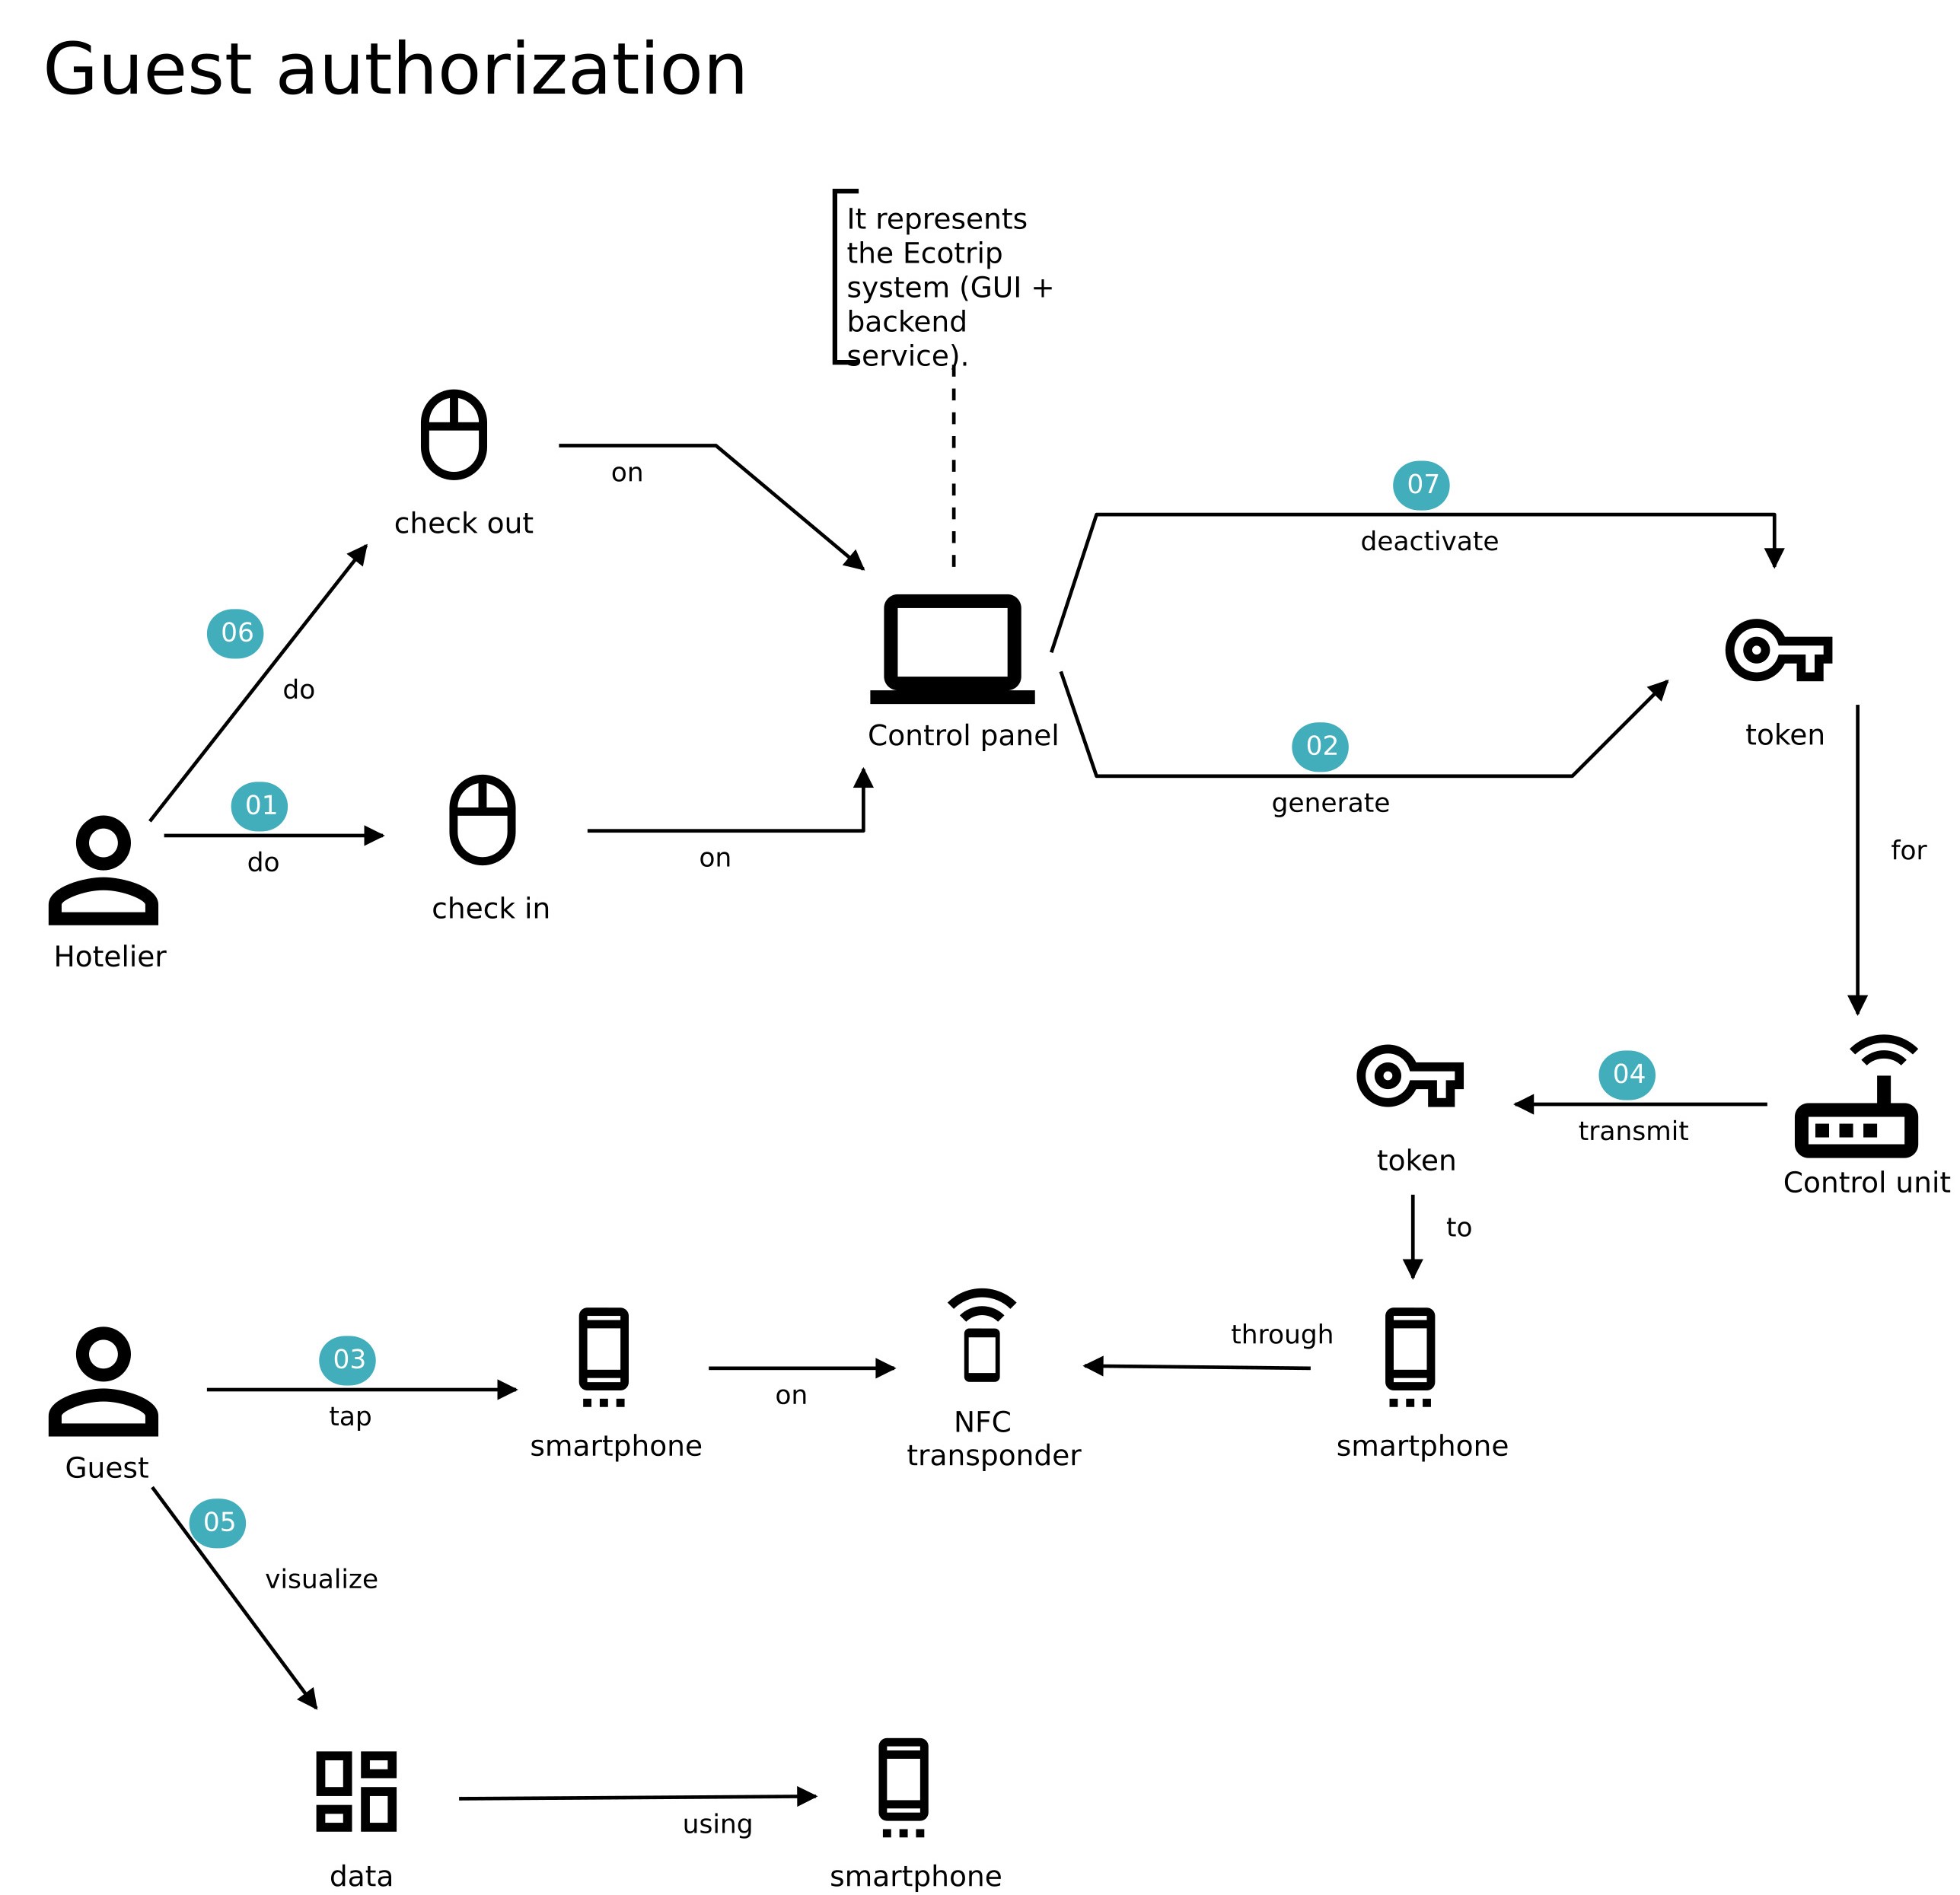 Guest authorization
It represents
the Ecotrip
system (GUI +
backend
service).
on
check out
07
deactivate
06
do
Control panel
token
02
generate
01
do
on
for
check in
Hotelier
04
transmit
token
Control unit
to
through
03
tap
on
smartphone
NFC
transponder
smartphone
Guest
05
visualize
using
data
smartphone